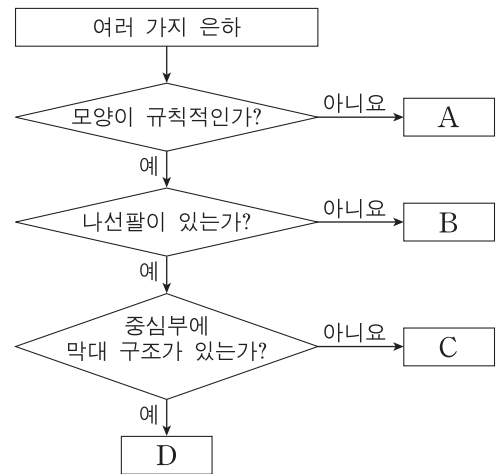 여러 가지 은하
모양이 규칙적인가?
아니요
A
예
나선팔이 있는가?
아니요
B
예
중심부에
막대 구조가 있는가?
아니요
C
예
D